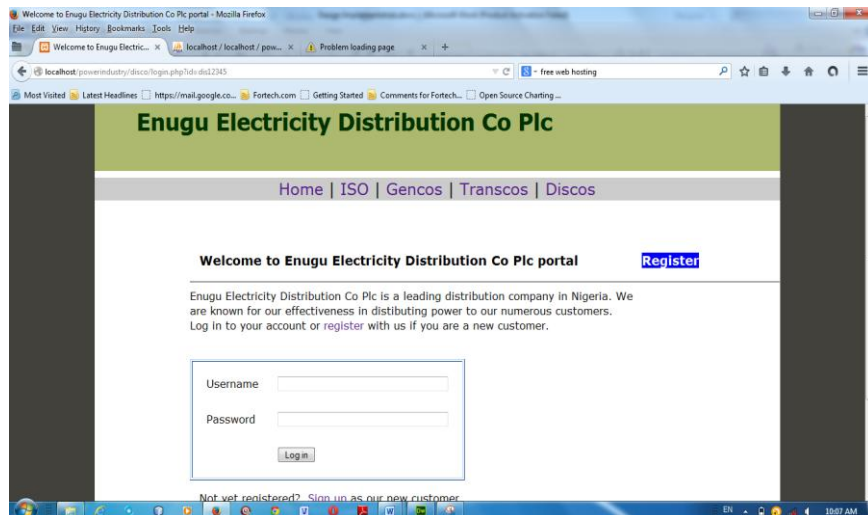 Welcome to Enugu Electricity Distribution Co Plc portal - Mozilla Firefox
File Edit View History Bookmarks Tools Help
Welcome to Enugu Electric... × localhost / localhost / pow... × Problem loading page × +
localhost/powerindustry/disco/login.php?id=dis12345 free web hosting
Most Visited Latest Headlines https://mail.google.co... Fortech.com Getting Started Comments for Fortech... Open Source Charting ...
Enugu Electricity Distribution Co Plc
Home | ISO | Gencos | Transcos | Discos
Welcome to Enugu Electricity Distribution Co Plc portal Register
Enugu Electricity Distribution Co Plc is a leading distribution company in Nigeria. We
are known for our effectiveness in distibuting power to our numerous customers.
Log in to your account or register with us if you are a new customer.
Username
Password
Log in
Not yet registered? Sign up as our new customer
EN 10:07 AM